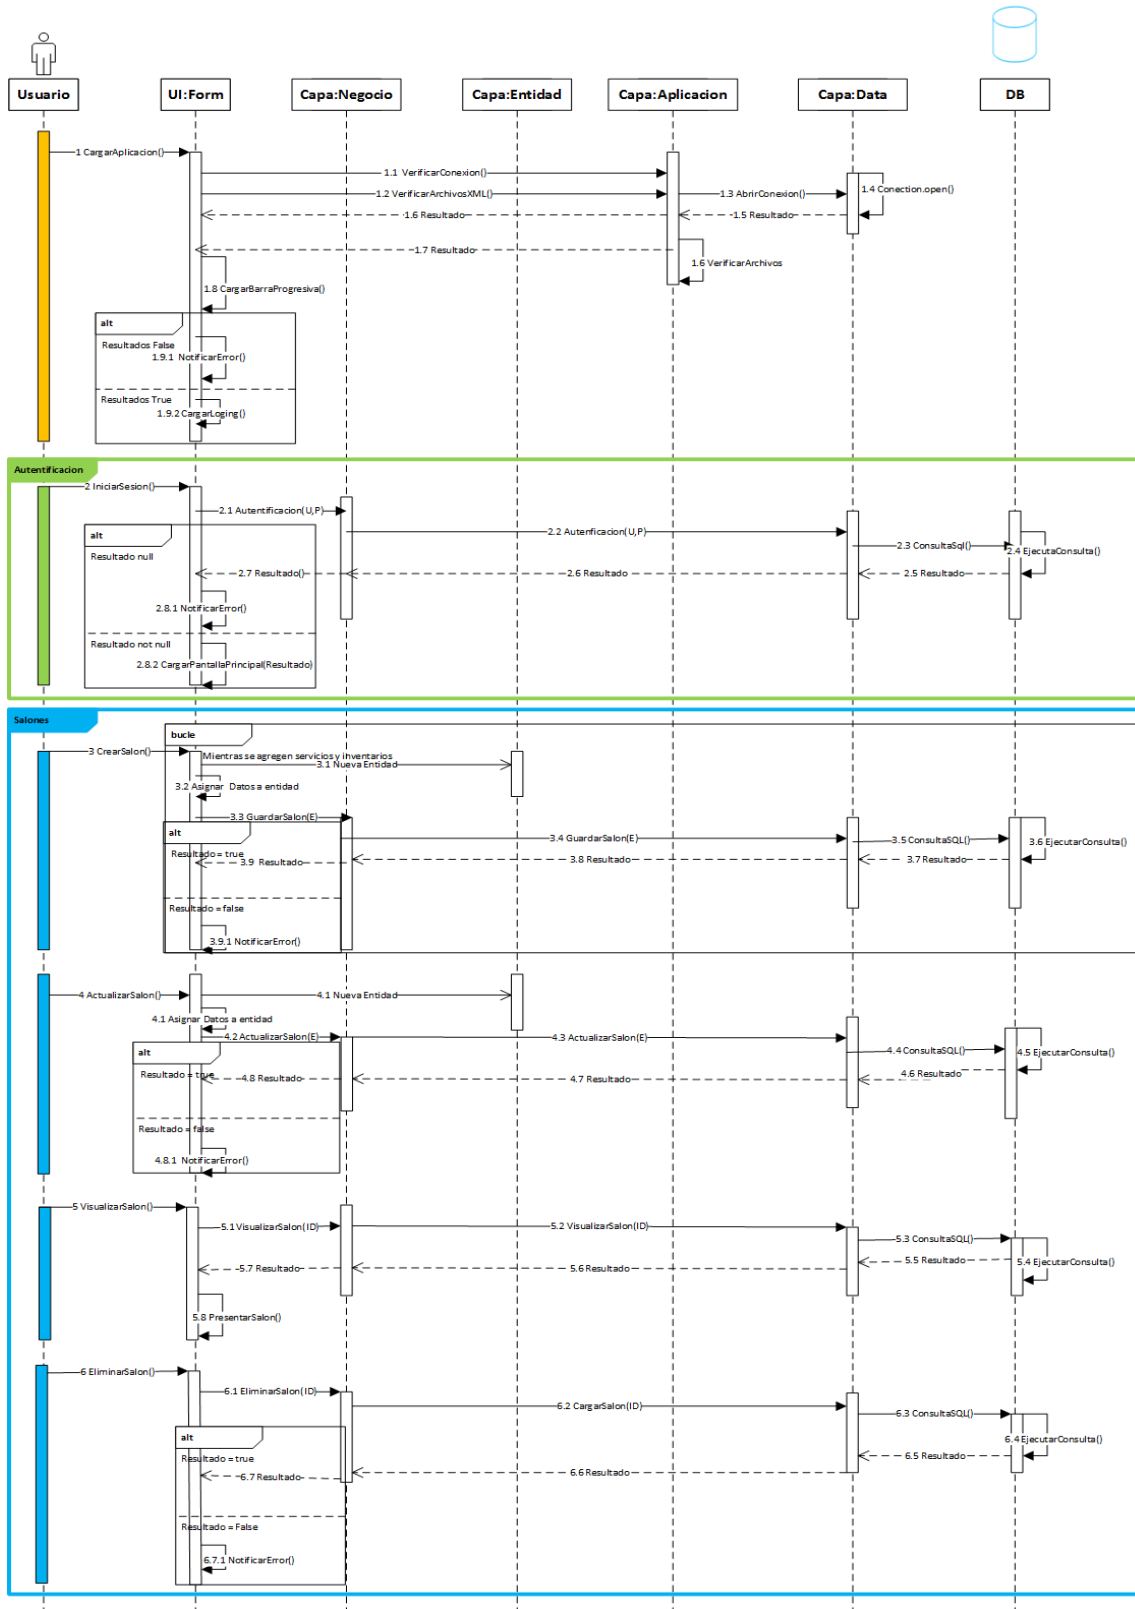 Usuario
UI:Form
Capa:Negocio
Capa:Entidad
Capa:Aplicacion
Capa:Data
DB
1 CargarAplicacion()
1.1 VerificarConexion()
1.2 VerificarArchivosXML()
1.3 AbrirConexion()
1.4 Conection.open()
1.6 Resultado
1.5 Resultado
1.7 Resultado
1.6 VerificarArchivos
1.8 CargarBarraProgresiva()
alt
Resultados False
1.9.1 NotificarError()
Resultados True
1.9.2 CargarLoging()
Autentificacion
2 IniciarSesion()
2.1 Autentificacion(U,P)
2.2 Autenficacion(U,P)
alt
2.3 ConsultaSql()
2.4 EjecutaConsulta()
Resultado null
2.7 Resultado()
2.6 Resultado
2.5 Resultado
2.8.1 NotificarError()
Resultado not null
2.8.2 CargarPantallaPrincipal(Resultado)
Salones
bucle
3 CrearSalon()
Mientras se agregen servicios y inventarios
3.1 Nueva Entidad
3.2 Asignar Datos a entidad
3.3 GuardarSalon(E)
alt
3.4 GuardarSalon(E)
3.5 ConsultaSQL()
3.6 EjecutarConsulta()
Resultado = true
3.9 Resultado
3.8 Resultado
3.7 Resultado
Resultado = false
3.9.1 NotificarError()
4 ActualizarSalon()
4.1 Nueva Entidad
4.1 Asignar Datos a entidad
4.2 ActualizarSalon(E)
4.3 ActualizarSalon(E)
alt
4.4 ConsultaSQL()
4.5 EjecutarConsulta()
Resultado = true
4.8 Resultado
4.7 Resultado
4.6 Resultado
Resultado = false
4.8.1 NotificarError()
5 VisualizarSalon()
5.1 VisualizarSalon(ID)
5.2 VisualizarSalon(ID)
5.3 ConsultaSQL()
5.4 EjecutarConsulta()
5.7 Resultado
5.6 Resultado
5.5 Resultado
5.8 PresentarSalon()
6 EliminarSalon()
6.1 EliminarSalon(ID)
6.2 CargarSalon(ID)
6.3 ConsultaSQL()
alt
6.4 EjecutarConsulta()
Resultado = true
6.7 Resultado
6.6 Resultado
6.5 Resultado
Resultado = False
6.7.1 NotificarError()